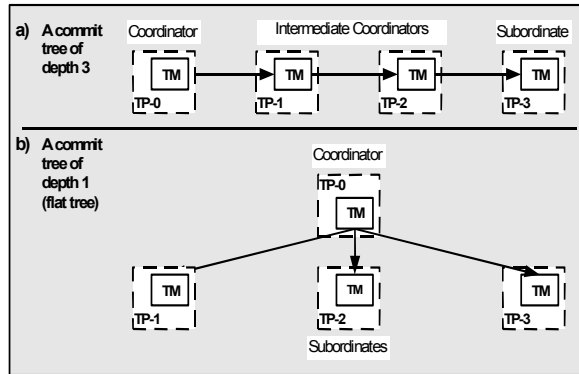 a) A commit tree of depth 3
Coordinator
Intermediate Coordinators
Subordinate
TM
TM
TM
TM
TP-0
TP-1
TP-2
TP-3
b) A commit tree of depth 1 (flat tree)
Coordinator
TP-0
TM
TM
TM
TM
TP-1
TP-2
TP-3
Subordinates